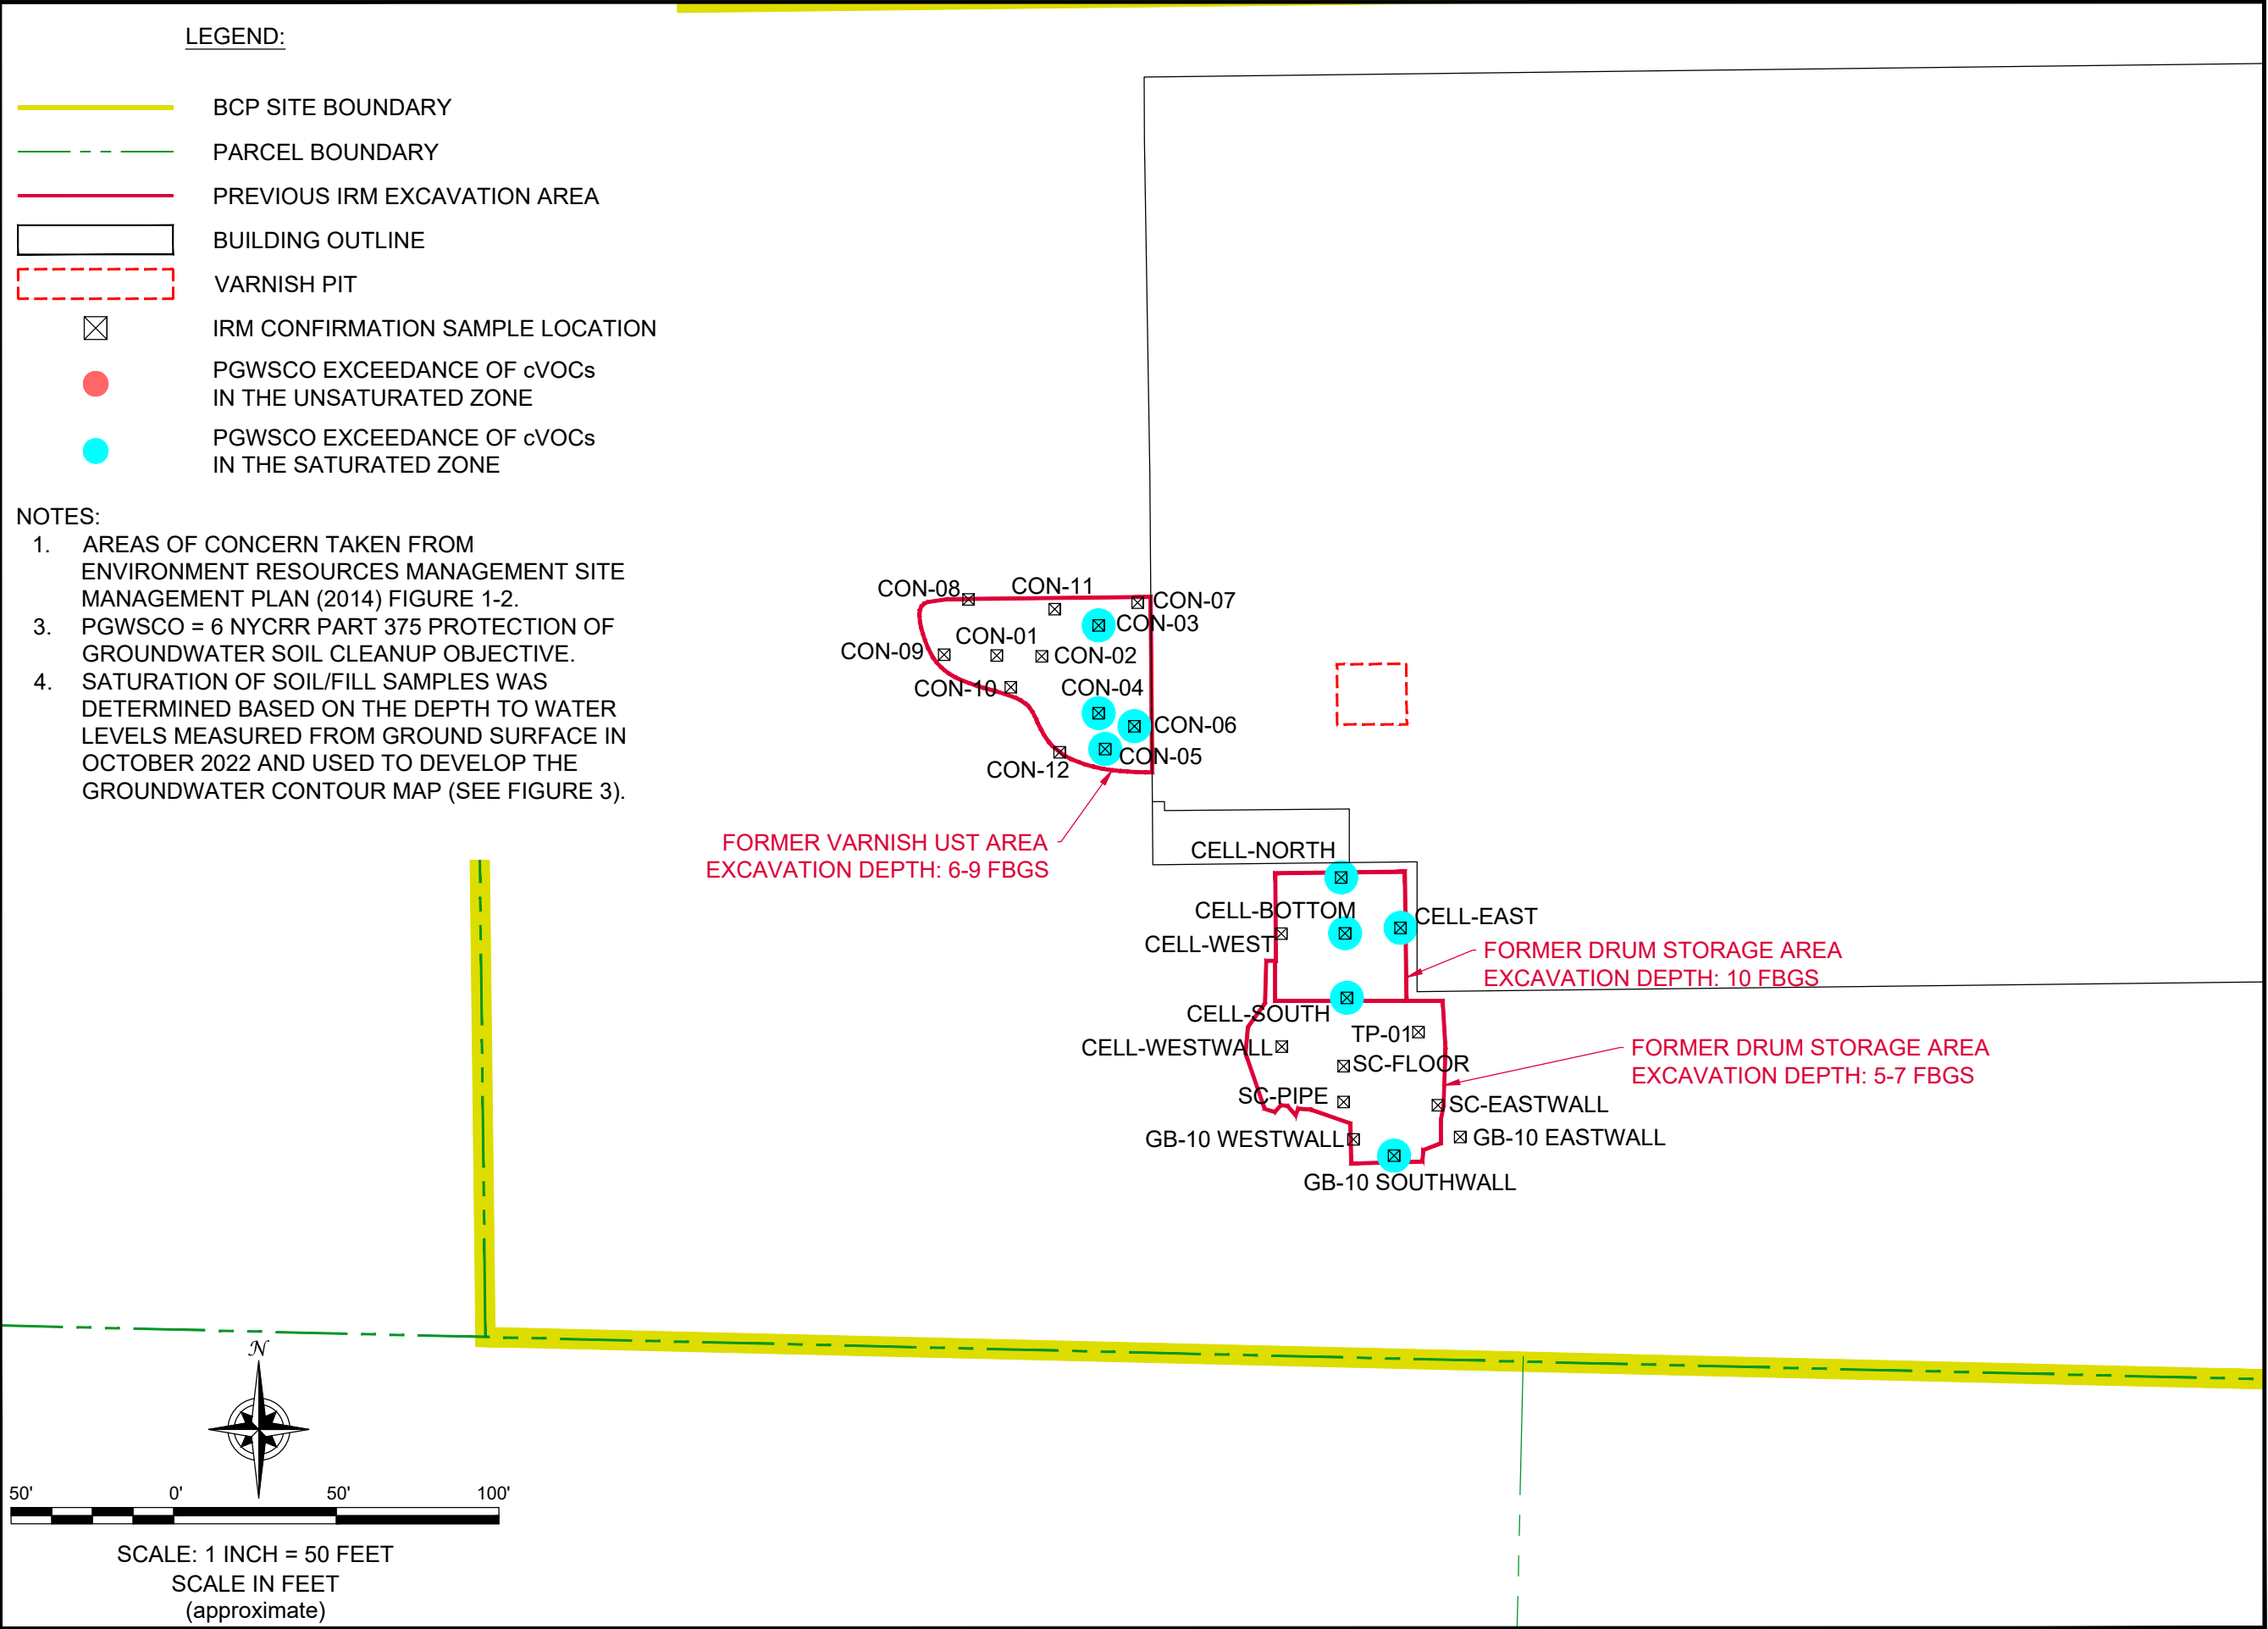 LEGEND:
BCP SITE BOUNDARY
PARCEL BOUNDARY
PREVIOUS IRM EXCAVATION AREA
BUILDING OUTLINE
VARNISH PIT
IRM CONFIRMATION SAMPLE LOCATION
PGWSCO EXCEEDANCE OF cVOCs
IN THE UNSATURATED ZONE
PGWSCO EXCEEDANCE OF cVOCs
IN THE SATURATED ZONE
NOTES:
1. AREAS OF CONCERN TAKEN FROM
ENVIRONMENT RESOURCES MANAGEMENT SITE
MANAGEMENT PLAN (2014) FIGURE 1-2.
3. PGWSCO = 6 NYCRR PART 375 PROTECTION OF
GROUNDWATER SOIL CLEANUP OBJECTIVE.
4. SATURATION OF SOIL/FILL SAMPLES WAS
DETERMINED BASED ON THE DEPTH TO WATER
LEVELS MEASURED FROM GROUND SURFACE IN
OCTOBER 2022 AND USED TO DEVELOP THE
GROUNDWATER CONTOUR MAP (SEE FIGURE 3).
CON-08
CON-11
CON-07
CON-03
CON-01
CON-09
CON-02
CON-10
CON-04
CON-06
CON-05
CON-12
FORMER VARNISH UST AREA
EXCAVATION DEPTH: 6-9 FBGS
CELL-NORTH
CELL-BOTTOM
CELL-EAST
CELL-WEST
FORMER DRUM STORAGE AREA
EXCAVATION DEPTH: 10 FBGS
CELL-SOUTH
TP-01
CELL-WESTWALL
SC-FLOOR
FORMER DRUM STORAGE AREA
EXCAVATION DEPTH: 5-7 FBGS
SC-PIPE
SC-EASTWALL
GB-10 WESTWALL
GB-10 EASTWALL
GB-10 SOUTHWALL
N
50' 0' 50' 100'
SCALE: 1 INCH = 50 FEET
SCALE IN FEET
(approximate)